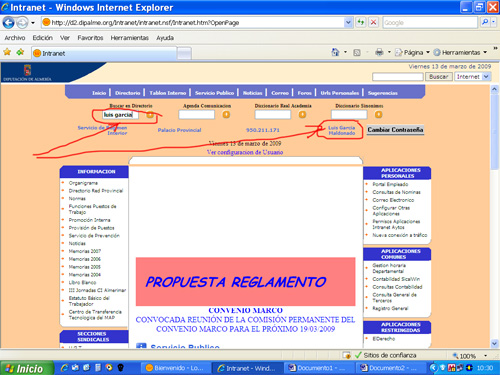 Intranet - Windows Internet Explorer
http://d2.dipalme.org/Intranet/intranet.nsf/Intranet.htm?OpenPage
Google
Archivo Edición Ver Favoritos Herramientas Ayuda
Intranet
Página Herramientas
Viernes 13 de marzo de 2009
DIPUTACIÓN DE ALMERÍA
Buscar Internet
Inicio | Directorio | Tablon Interno | Servicio Publico | Noticias | Correo | Foros | Urls Personales | Sugerencias
Buscar en Directorio
Agenda Comunicacion
Diccionario Real Academia
Diccionario Sinonimos
luis garcia
Servicio de Regimen Interior
Palacio Provincial
950.211.171
Luis Garcia Maldonado
Cambiar Contraseña
Viernes 13 de marzo de 2009
Ver configuracion de Usuario
INFORMACION
Organigrama
Directorio Red Provincial
Normas
Funciones Puestos de Trabajo
Promoción Interna
Provisión de Puestos
Servicio de Prevención
Noticias
Memorias 2007
Memorias 2006
Memorias 2005
Memorias 2004
Libro Blanco
III Jornadas CI Almerimar
Estatuto Básico del Trabajador
Centro de Transferencia Tecnologica del MAP
SECCIONES SINDICALES
PROPUESTA REGLAMENTO
CONVENIO MARCO
CONVOCADA REUNIÓN DE LA COMISIÓN PERMANENTE DEL
CONVENIO MARCO PARA EL PRÓXIMO 19-03-2009
Servicio Publico
APLICACIONES PERSONALES
Portal Empleado
Consultas de Nominas
Correo Electronico
Configurar Otras Aplicaciones
Permisos Aplicaciones Intranet Aytos
Nueva conexión a tráfico
APLICACIONES COMUNES
Gestion horaria Departamental
Contabilidad SicalWin
Consulta Contabilidad
Consulta General de Terceros
Registro General
APLICACIONES RESTRINGIDAS
ElDerecho
Sitios de confianza
100%
Inicio
Bienvenido - Lo...
Intranet - Win...
Documento1 - M...
Documento2 - M...
10:30